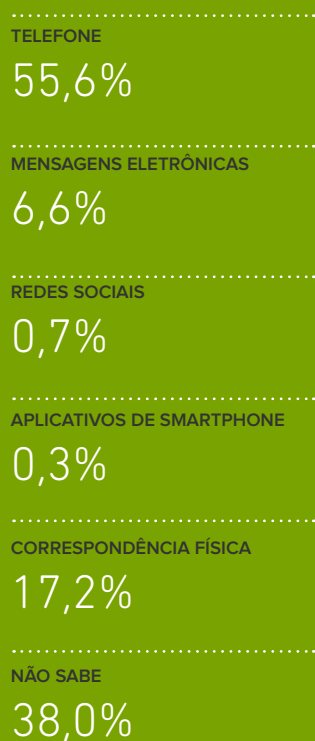 TELEFONE
55,6%
MENSAGENS ELETRÔNICAS
6,6%
REDES SOCIAIS
0,7%
APLICATIVOS DE SMARTPHONE
0,3%
CORRESPONDÊNCIA FÍSICA
17,2%
NÃO SABE
38,0%